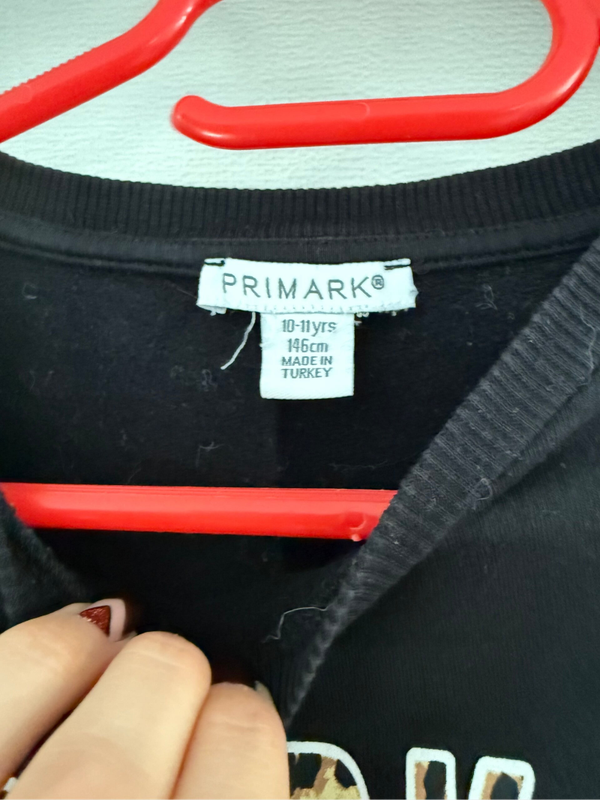 PRIMARK®
10-11yrs
146cm
MADE IN
TURKEY